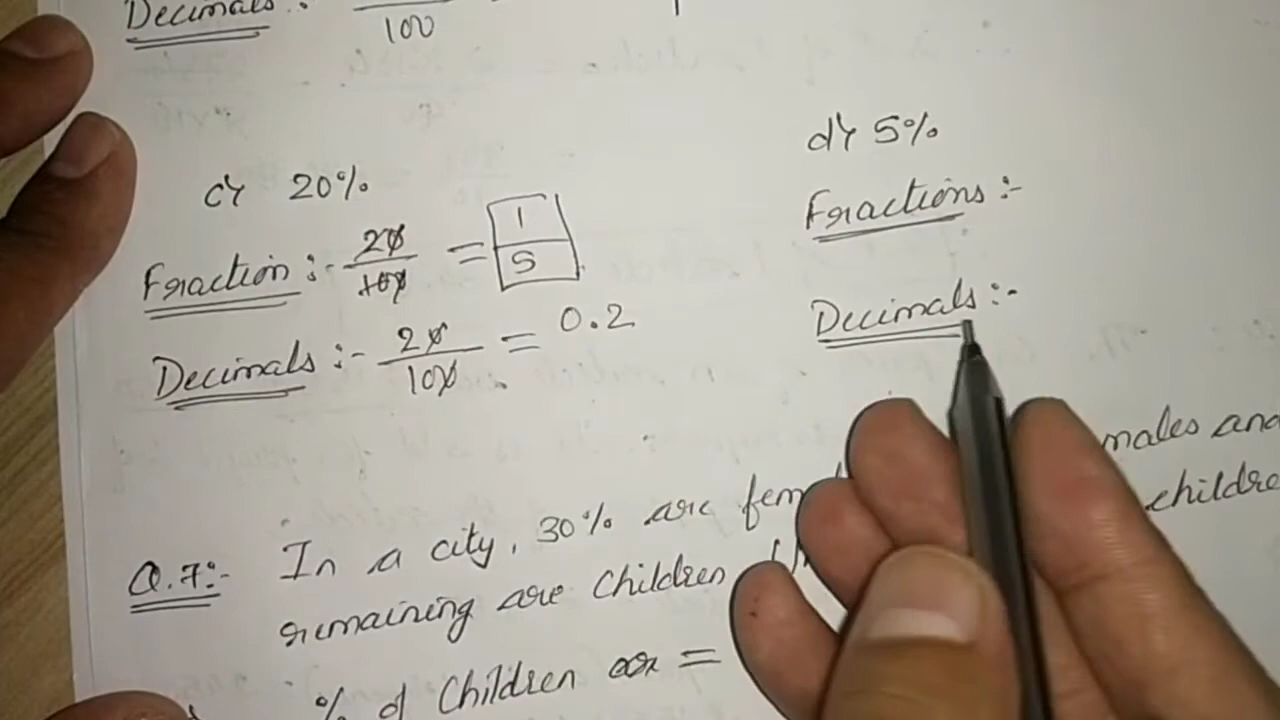 Decimals :
100
c) 20%
Fraction :- 20/100 = 1/5
Decimals :- 20/100 = 0.2
d) 5%
Fractions :-
Decimals :-
Q.7:- In a city, 30% are males and
remaining are children children
% of Children are =